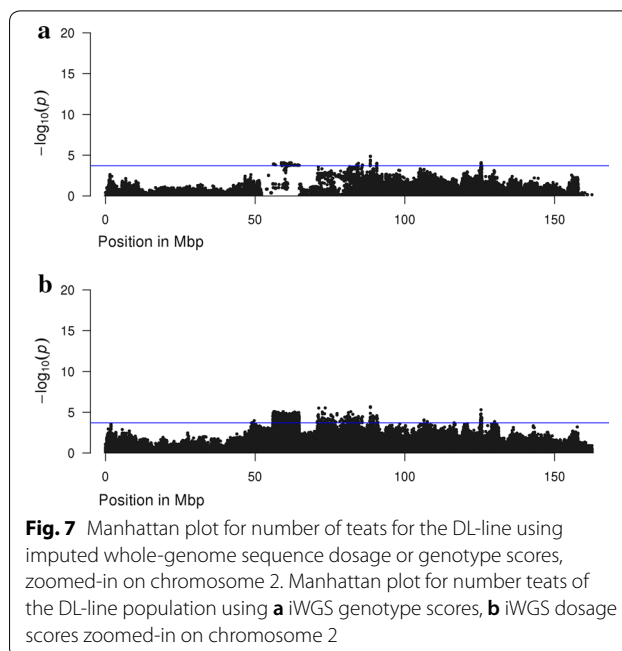 a
20
15
10
5
0
−log10(p)
0 50 100 150
Position in Mbp
b
20
15
10
5
0
−log10(p)
0 50 100 150
Position in Mbp
Fig. 7 Manhattan plot for number of teats for the DL-line using
imputed whole-genome sequence dosage or genotype scores,
zoomed-in on chromosome 2. Manhattan plot for number teats of
the DL-line population using a iWGS genotype scores, b iWGS dosage
scores zoomed-in on chromosome 2